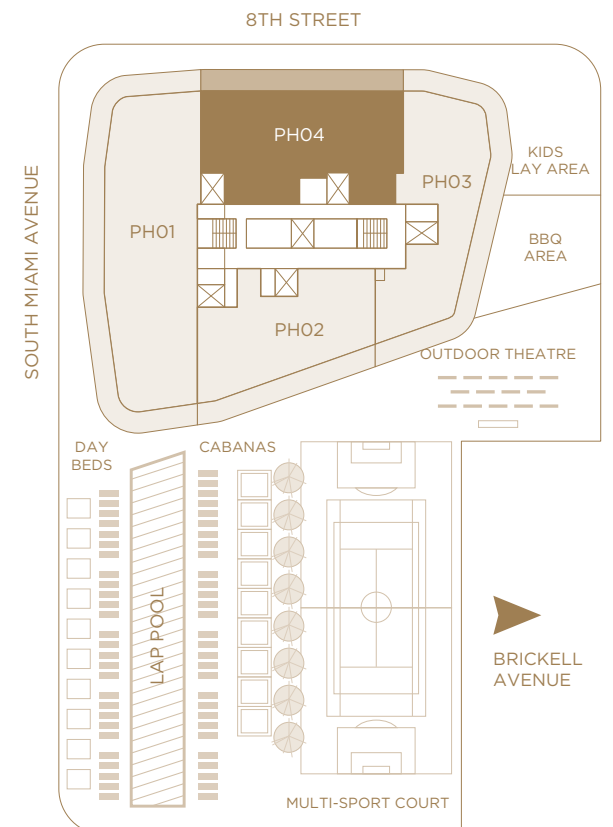 8TH STREET
PH04
KIDS
LAY AREA
PH03
SOUTH MIAMI AVENUE
PH01
BBQ
AREA
PH02
OUTDOOR THEATRE
DAY
BEDS
CABANAS
LAP POOL
BRICKELL
AVENUE
MULTI-SPORT COURT